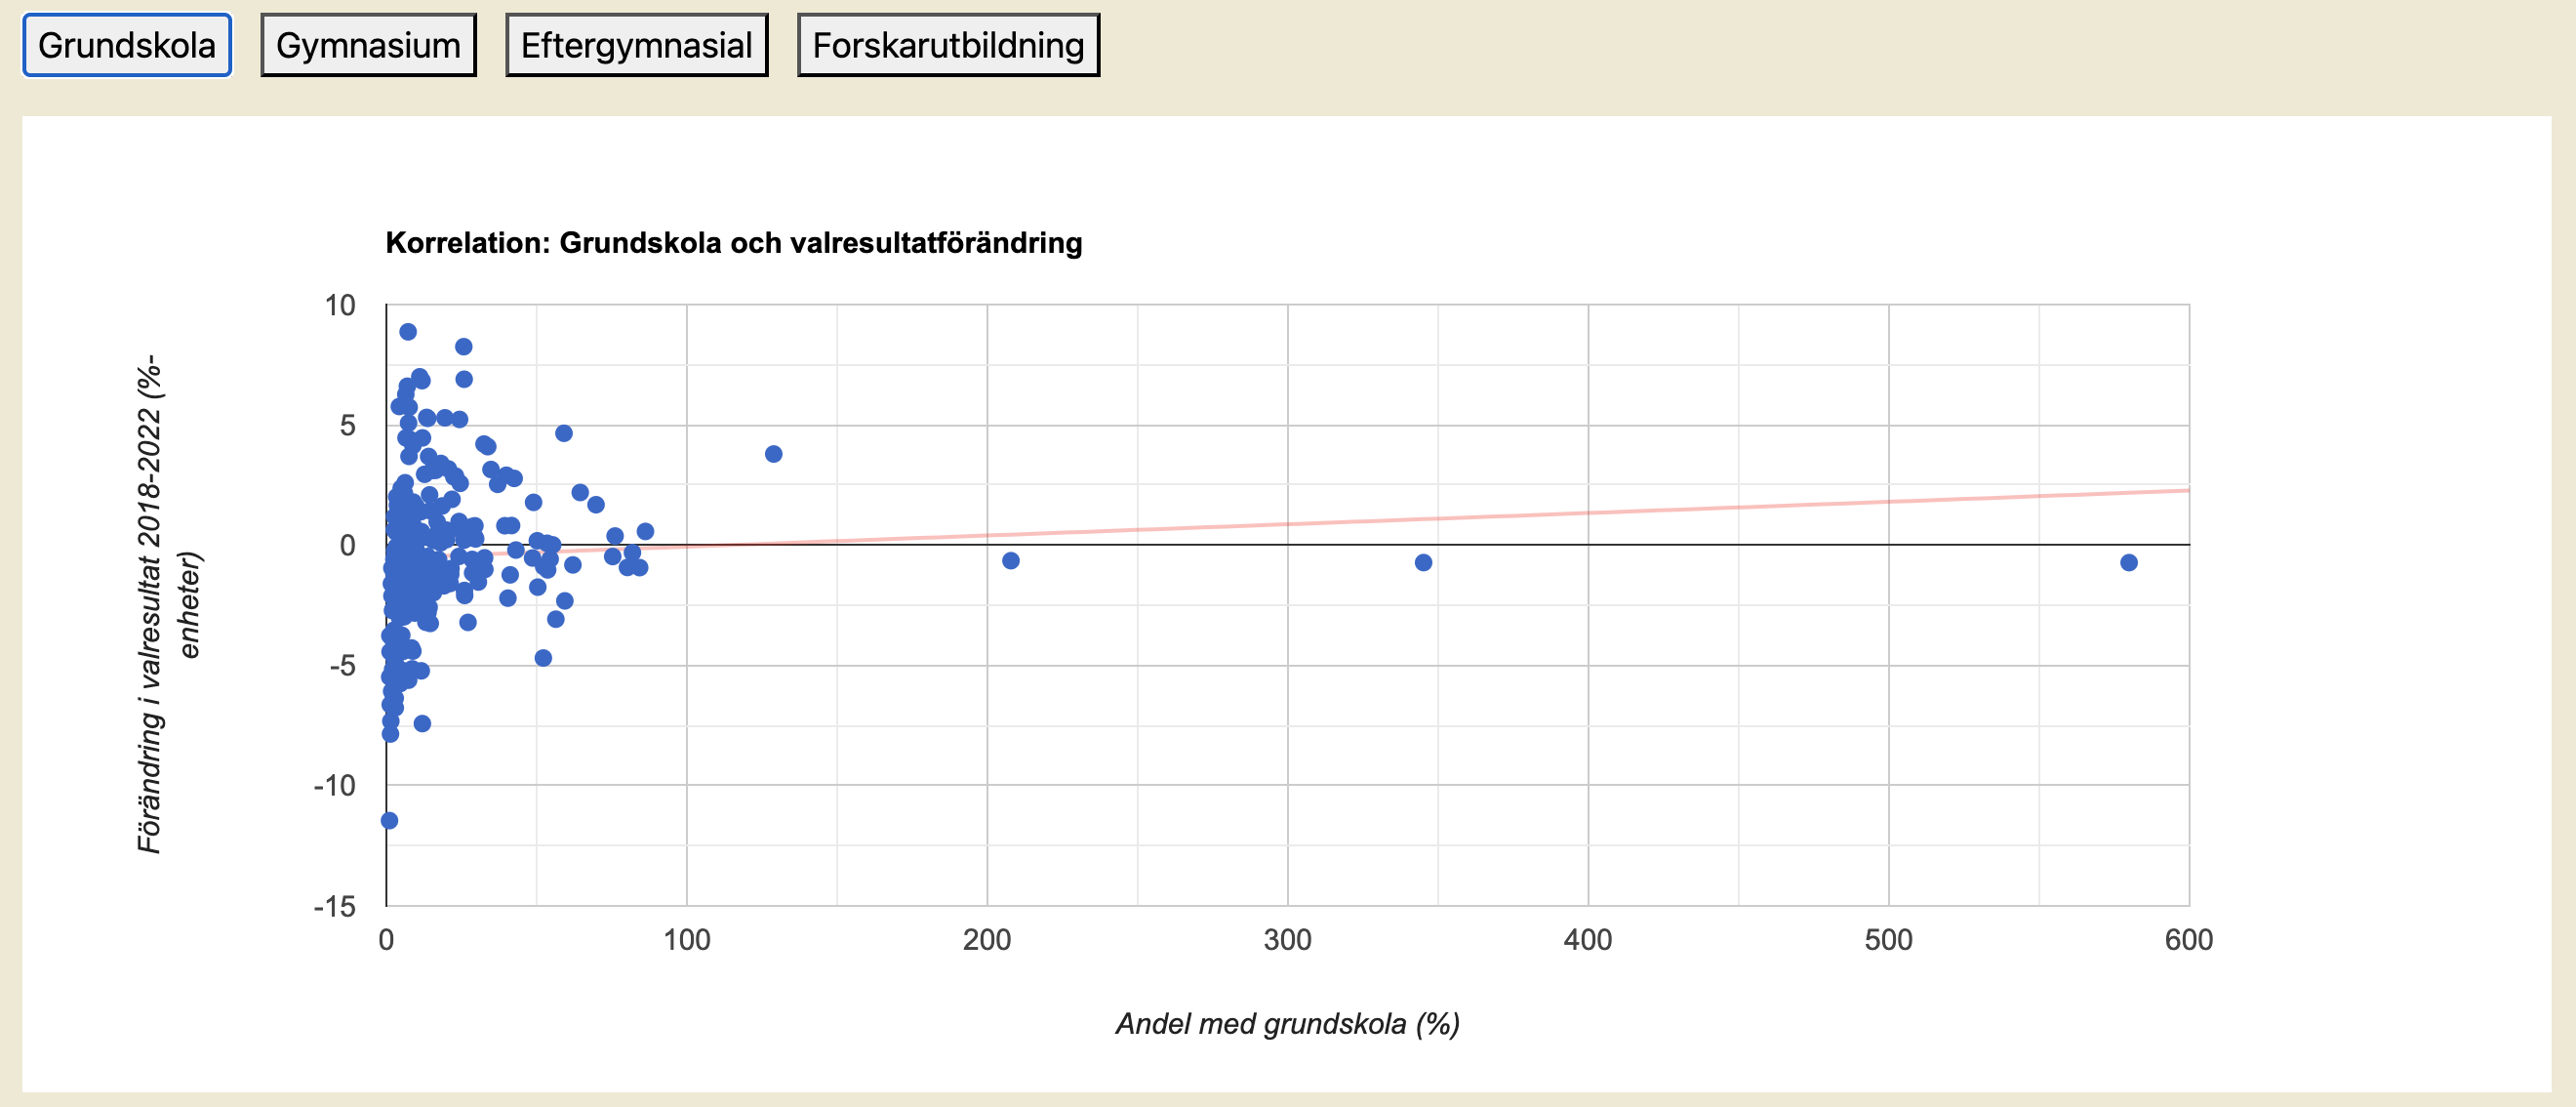 Grundskola Gymnasium Eftergymnasial Forskarutbildning
Korrelation: Grundskola och valresultatförändring
Förändring i valresultat 2018-2022 (%-
enheter)
10
5
0
-5
-10
-15
0 100 200 300 400 500 600
Andel med grundskola (%)